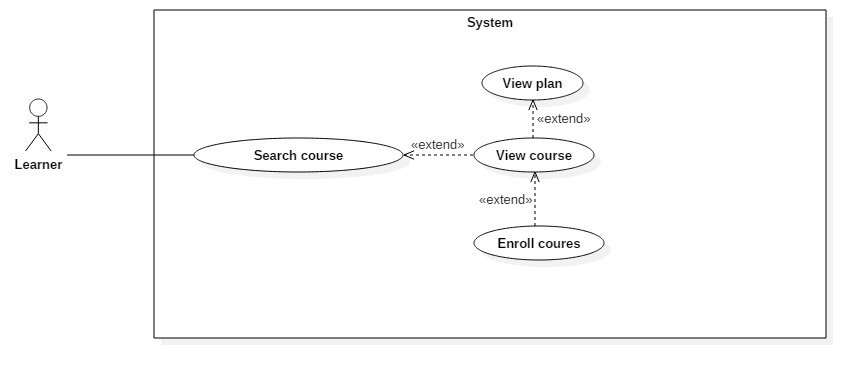 System
View plan
«extend»
Learner
Search course
«extend»
View course
«extend»
Enroll coures